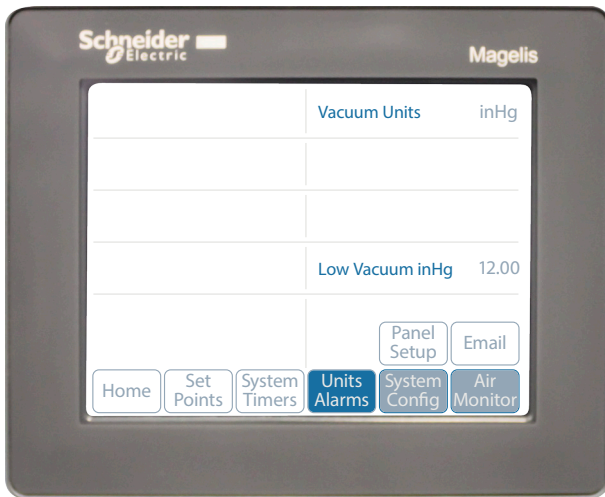 Schneider
Electric
Magelis
Vacuum Units inHg
Low Vacuum inHg 12.00
Panel
Setup
Email
Home
Set
Points
System
Timers
Units
Alarms
System
Config
Air
Monitor